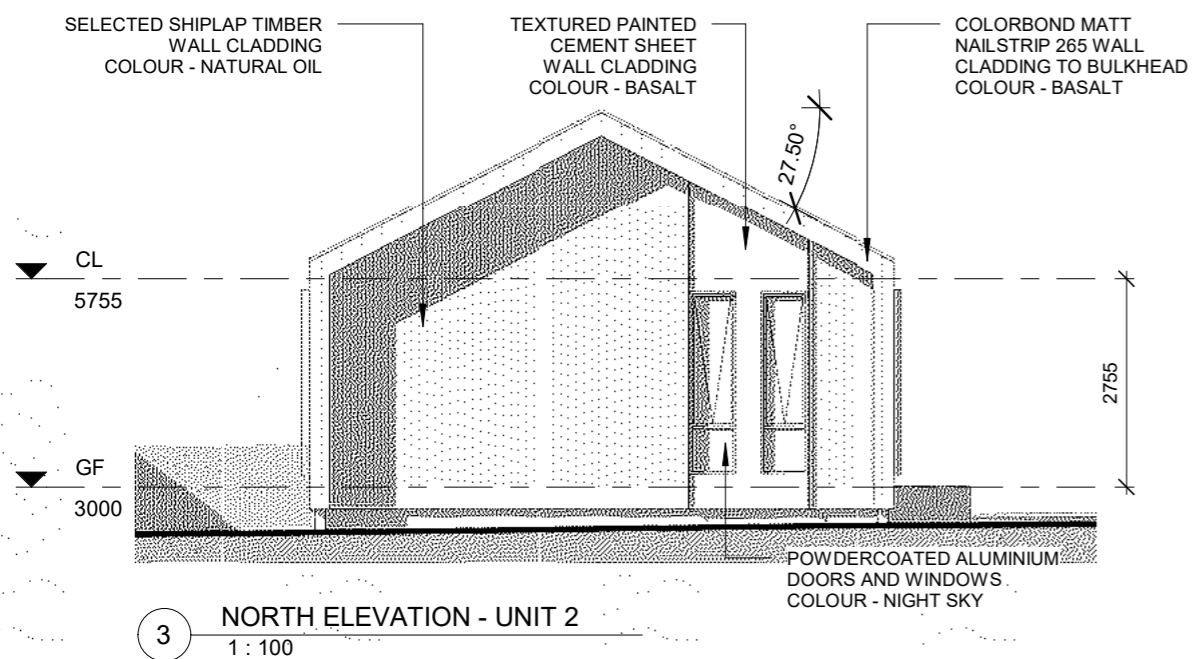 SELECTED SHIPLAP TIMBER
WALL CLADDING
COLOUR - NATURAL OIL
TEXTURED PAINTED
CEMENT SHEET
WALL CLADDING
COLOUR - BASALT
COLORBOND MATT
NAILSTRIP 265 WALL
CLADDING TO BULKHEAD
COLOUR - BASALT
27.50°
CL
5755
2755
GF
3000
POWDERCOATED ALUMINIUM
DOORS AND WINDOWS
COLOUR - NIGHT SKY
3
NORTH ELEVATION - UNIT 2
1 : 100